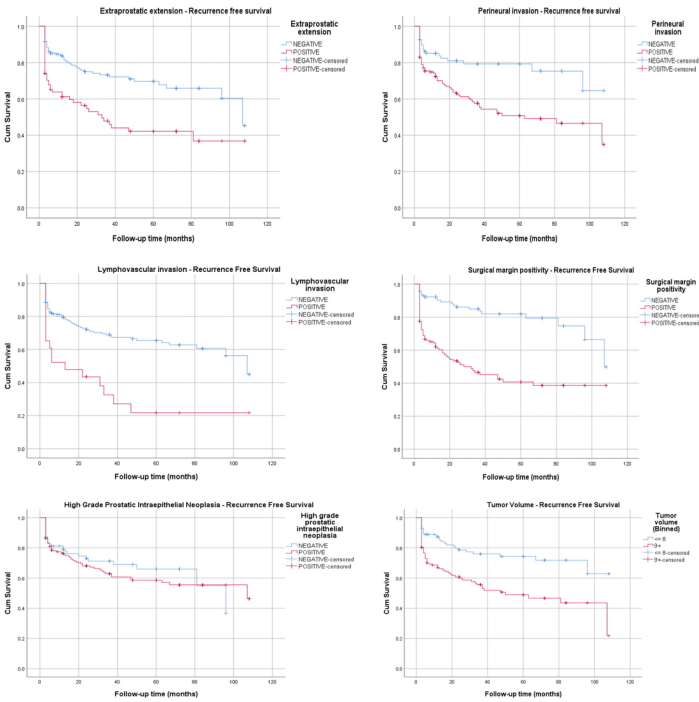 Extraprostatic extension - Recurrence free survival
Extraprostatic
extension
NEGATIVE
POSITIVE
NEGATIVE-censored
POSITIVE-censored
Cum Survival
1.0
0.8
0.6
0.4
0.2
0.0
0 20 40 60 80 100 120
Follow-up time (months)
Perineural invasion - Recurrence free survival
Perineural
invasion
NEGATIVE
POSITIVE
NEGATIVE-censored
POSITIVE-censored
Cum Survival
1.0
0.8
0.6
0.4
0.2
0.0
0 20 40 60 80 100 120
Follow-up time (months)
Lymphovascular invasion - Recurrence Free Survival
Lymphovascular
invasion
NEGATIVE
POSITIVE
NEGATIVE-censored
POSITIVE-censored
Cum Survival
1.0
0.8
0.6
0.4
0.2
0.0
0 20 40 60 80 100 120
Follow-up time (months)
Surgical margin positivity - Recurrence Free Survival
Surgical margin
positivity
NEGATIVE
POSITIVE
NEGATIVE-censored
POSITIVE-censored
Cum Survival
1.0
0.8
0.6
0.4
0.2
0.0
0 20 40 60 80 100 120
Follow-up time (months)
High Grade Prostatic Intraepithelial Neoplasia - Recurrence Free Survival
High grade
prostatic
intraepithelial
neoplasia
NEGATIVE
POSITIVE
NEGATIVE-censored
POSITIVE-censored
Cum Survival
1.0
0.8
0.6
0.4
0.2
0.0
0 20 40 60 80 100 120
Follow-up time (months)
Tumor Volume - Recurrence Free Survival
Tumor
volume
(Binned)
<= 8
9+
<= 8-censored
9+-censored
Cum Survival
1.0
0.8
0.6
0.4
0.2
0.0
0 20 40 60 80 100 120
Follow-up time (months)